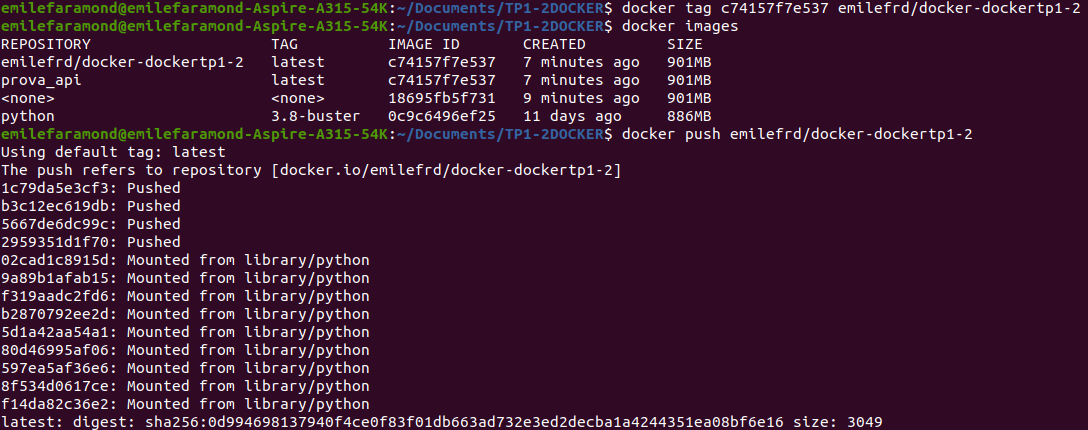 emilefaramond@emilefaramond-Aspire-A315-54K:~/Documents/TP1-2DOCKER$ docker tag c74157f7e537 emilefrd/docker-dockertp1-2
emilefaramond@emilefaramond-Aspire-A315-54K:~/Documents/TP1-2DOCKER$ docker images
REPOSITORY TAG IMAGE ID CREATED SIZE
emilefrd/docker-dockertp1-2 latest c74157f7e537 7 minutes ago 901MB
prova_api latest c74157f7e537 7 minutes ago 901MB
<none> <none> 18695fb5f731 9 minutes ago 901MB
python 3.8-buster 0c9c6496ef25 11 days ago 886MB
emilefaramond@emilefaramond-Aspire-A315-54K:~/Documents/TP1-2DOCKER$ docker push emilefrd/docker-dockertp1-2
Using default tag: latest
The push refers to repository [docker.io/emilefrd/docker-dockertp1-2]
1c79da5e3cf3: Pushed
b3c12ec619db: Pushed
5667de6dc99c: Pushed
2959351d1f70: Pushed
02cad1c8915d: Mounted from library/python
9a89b1afab15: Mounted from library/python
f319aadc2fd6: Mounted from library/python
b2870792ee2d: Mounted from library/python
5d1a42aa54a1: Mounted from library/python
80d46995af06: Mounted from library/python
597ea5af36e6: Mounted from library/python
8f534d0617ce: Mounted from library/python
f14da82c36e2: Mounted from library/python
latest: digest: sha256:0d994698137940f4ce0f83f01db663ad732e3ed2decba1a4244351ea08bf6e16 size: 3049